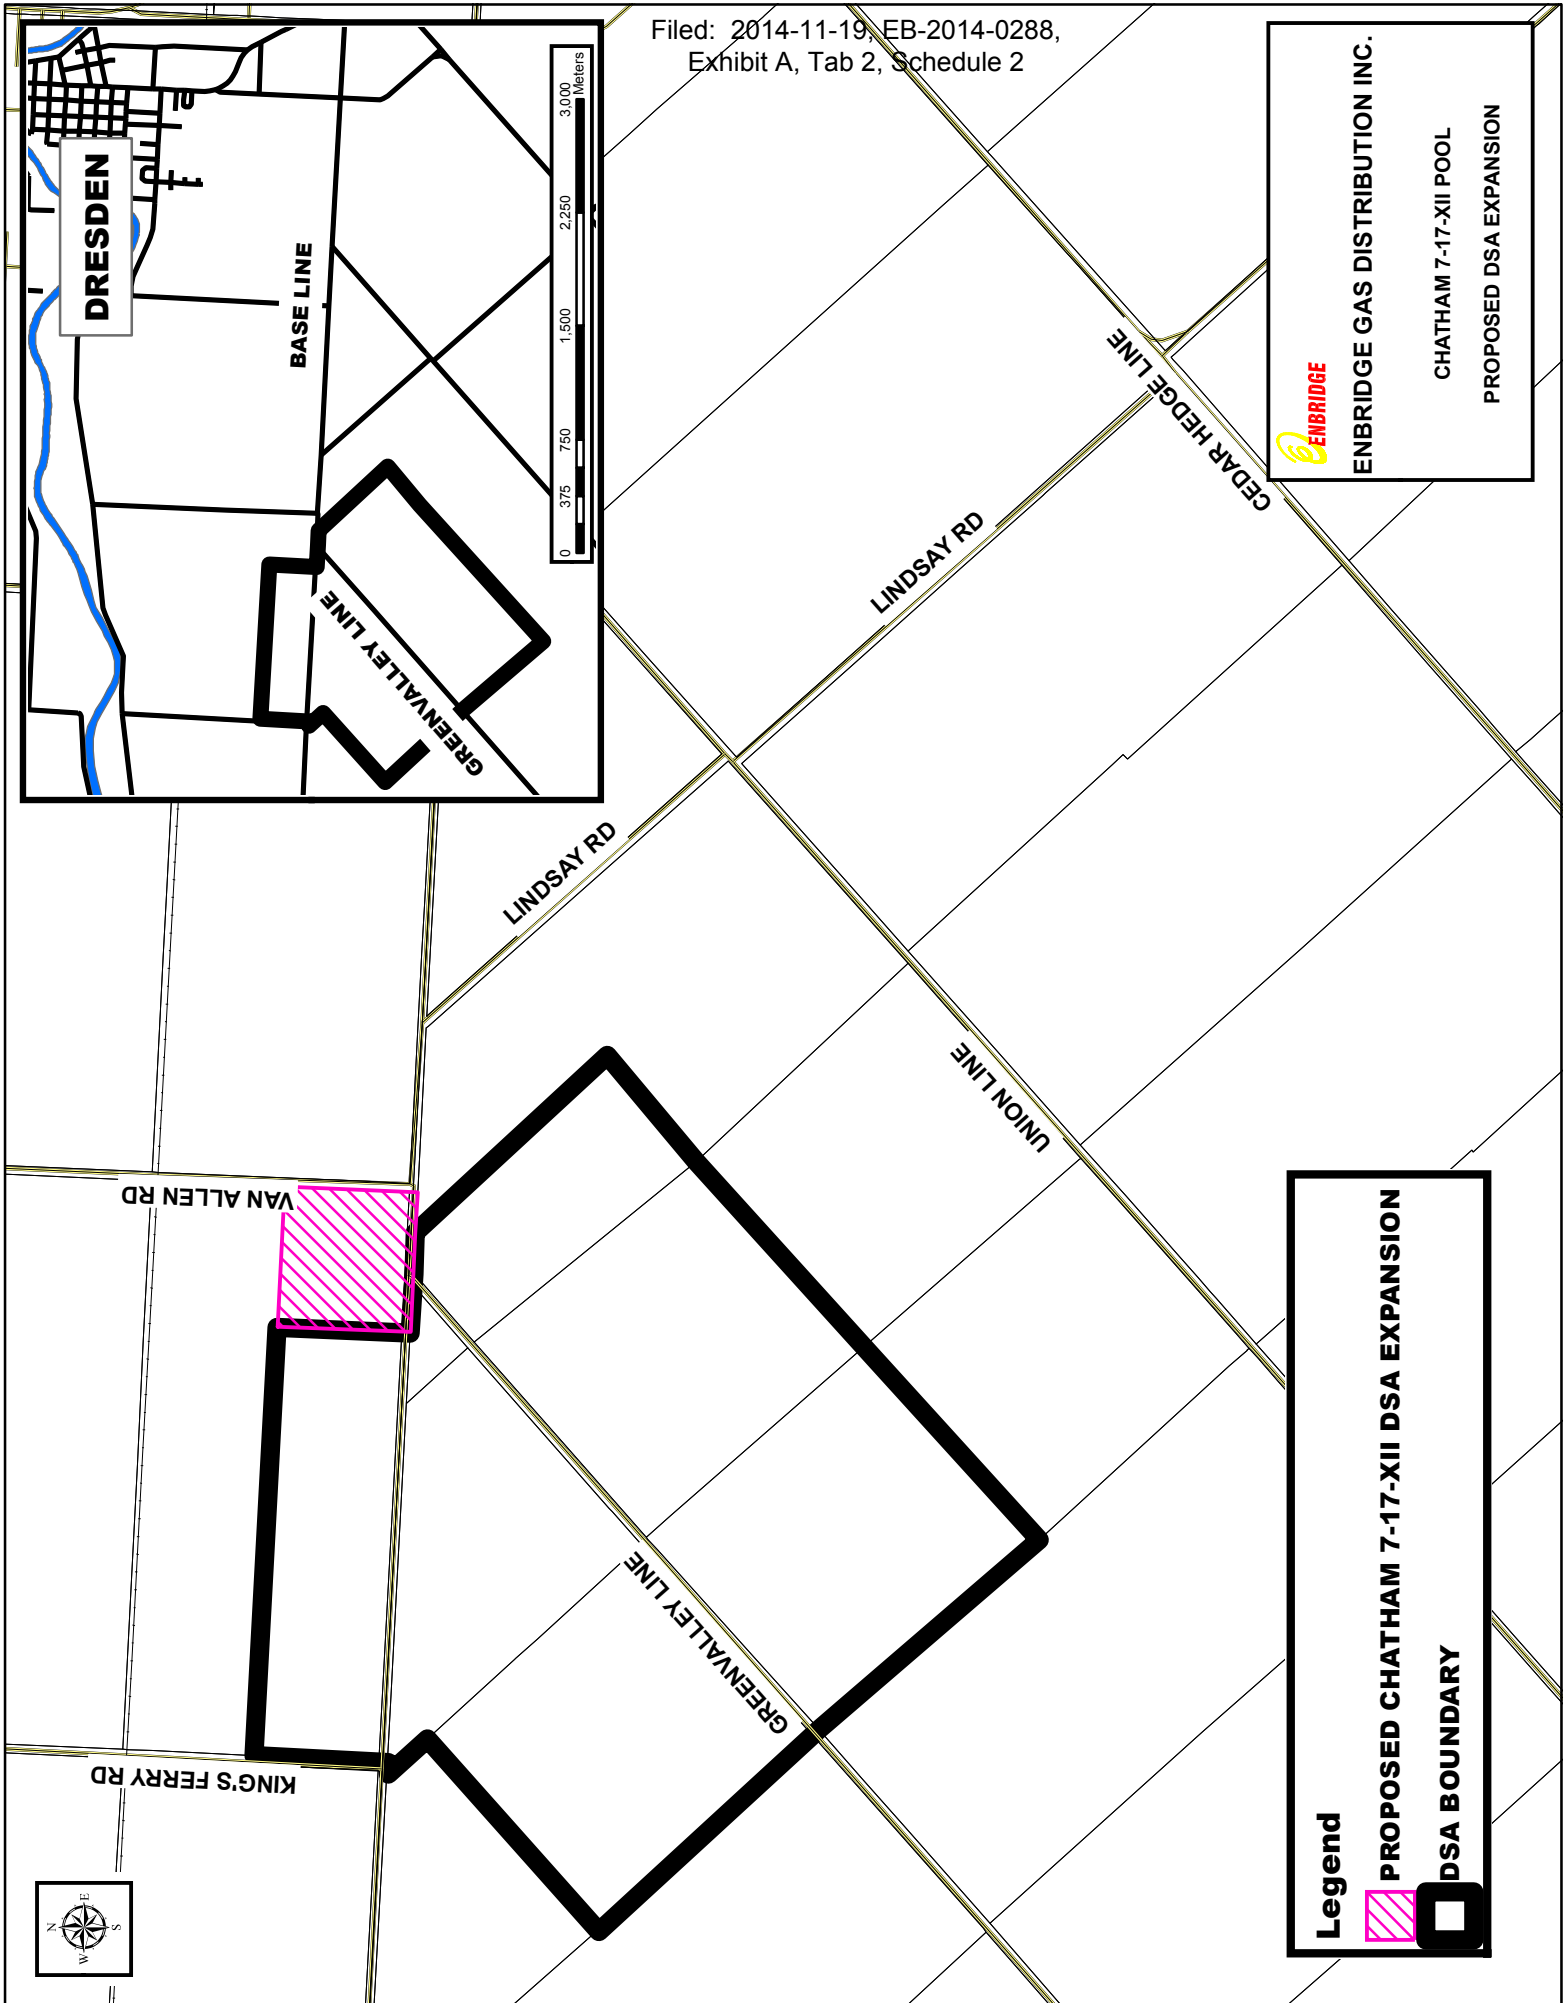 Filed: 2014-11-19, EB-2014-0288,
Exhibit A, Tab 2, Schedule 2
N
W E
S
KING'S FERRY RD
VAN ALLEN RD
GREENVALLEY LINE
LINDSAY RD
LINDSAY RD
UNION LINE
CEDAR HEDGE LINE
DRESDEN
BASE LINE
GREENVALLEY LINE
0 375 750 1,500 2,250 3,000
Meters
Legend
PROPOSED CHATHAM 7-17-XII DSA EXPANSION
DSA BOUNDARY
ENBRIDGE
ENBRIDGE GAS DISTRIBUTION INC.
CHATHAM 7-17-XII POOL
PROPOSED DSA EXPANSION